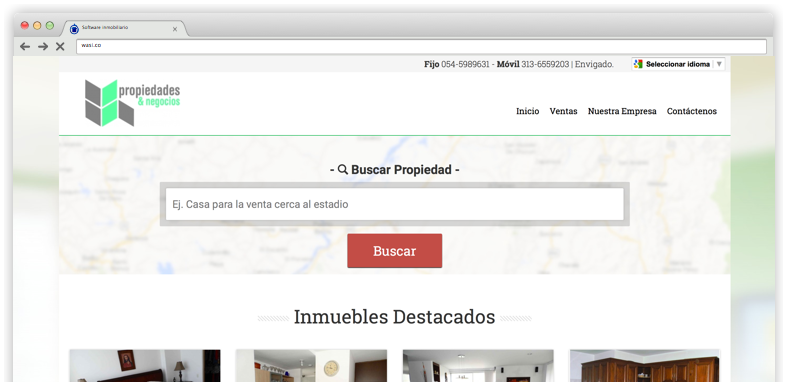 Software inmobiliario
wasi.co
Fijo 054-5989631 - Móvil 313-6559203 | Envigado.
Seleccionar idioma
propiedades
& negocios
Inicio Ventas Nuestra Empresa Contáctenos
- Buscar Propiedad -
Ej. Casa para la venta cerca al estadio
Buscar
Inmuebles Destacados